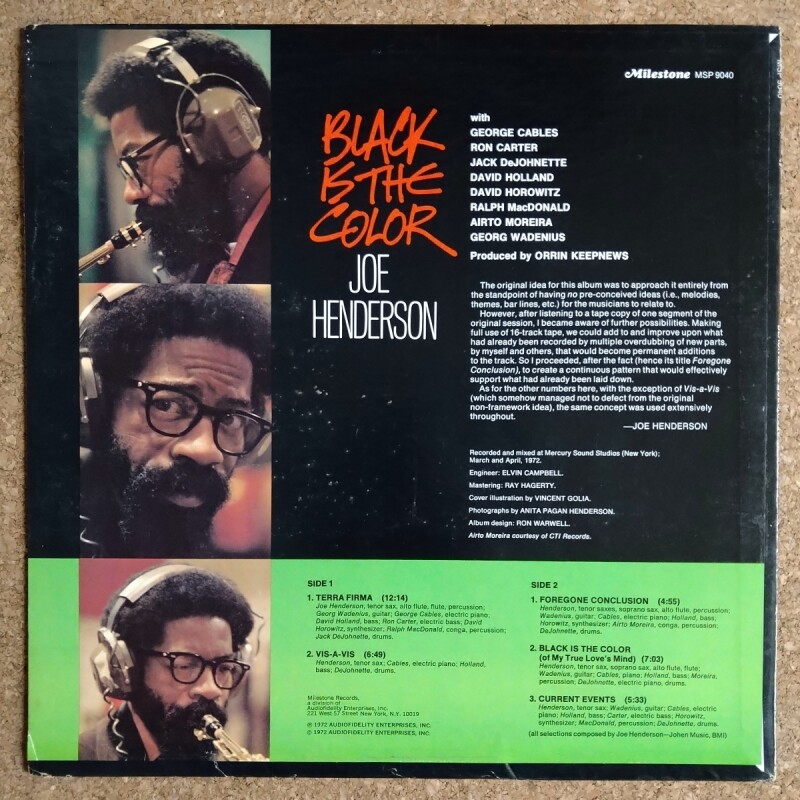 Milestone MSP 9040
MSP 9040
BLACK
IS THE
COLOR
JOE
HENDERSON
with
GEORGE CABLES
RON CARTER
JACK DeJOHNETTE
DAVID HOLLAND
DAVID HOROWITZ
RALPH MacDONALD
AIRTO MOREIRA
GEORG WADENIUS
Produced by ORRIN KEEPNEWS
The original idea for this album was to approach it entirely from
the standpoint of having no pre-conceived ideas (i.e., melodies,
themes, bar lines, etc.) for the musicians to relate to.
However, after listening to a tape copy of one segment of the
original session, I became aware of further possibilities. Making
full use of 16-track tape, we could add to and improve upon what
had already been recorded by multiple overdubbing of new parts,
by myself and others, that would become permanent additions
to the track. So I proceeded, after the fact (hence its title Foregone
Conclusion), to create a continuous pattern that would effectively
support what had already been laid down.
As for the other numbers here, with the exception of Vis-a-Vis
(which somehow managed not to defect from the original
non-framework idea), the same concept was used extensively
throughout.
—JOE HENDERSON
Recorded and mixed at Mercury Sound Studios (New York);
March and April, 1972.
Engineer: ELVIN CAMPBELL.
Mastering: RAY HAGERTY.
Cover illustration by VINCENT GOLIA.
Photographs by ANITA PAGAN HENDERSON.
Album design: RON WARWELL.
Airto Moreira courtesy of CTI Records.
SIDE 1
1. TERRA FIRMA (12:14)
Joe Henderson, tenor sax, alto flute, flute, percussion;
Georg Wadenius, guitar; George Cables, electric piano;
David Holland, bass; Ron Carter, electric bass; David
Horowitz, synthesizer; Ralph MacDonald, conga, percussion;
Jack DeJohnette, drums.
2. VIS-A-VIS (6:49)
Henderson, tenor sax; Cables, electric piano; Holland,
bass; DeJohnette, drums.
Milestone Records,
a division of
Audiofidelity Enterprises, Inc.
221 West 57 Street New York, N.Y. 10019
© 1972 AUDIOFIDELITY ENTERPRISES, INC.
℗ 1972 AUDIOFIDELITY ENTERPRISES, INC.
SIDE 2
1. FOREGONE CONCLUSION (4:55)
Henderson, tenor saxes, soprano sax, alto flute, percussion;
Wadenius, guitar; Cables, electric piano; Holland, bass;
Horowitz, synthesizer; Airto Moreira, conga, percussion;
DeJohnette, drums.
2. BLACK IS THE COLOR
(of My True Love's Mind) (7:03)
Henderson, tenor sax, soprano sax, alto flute, flute;
Wadenius, guitar; Cables, piano; Holland, bass; Moreira,
percussion; DeJohnette, electric piano, drums.
3. CURRENT EVENTS (5:33)
Henderson, tenor sax; Wadenius, guitar; Cables, electric
piano; Holland, bass; Carter, electric bass; Horowitz,
synthesizer; MacDonald, percussion; DeJohnette, drums.
(all selections composed by Joe Henderson—Johen Music, BMI)